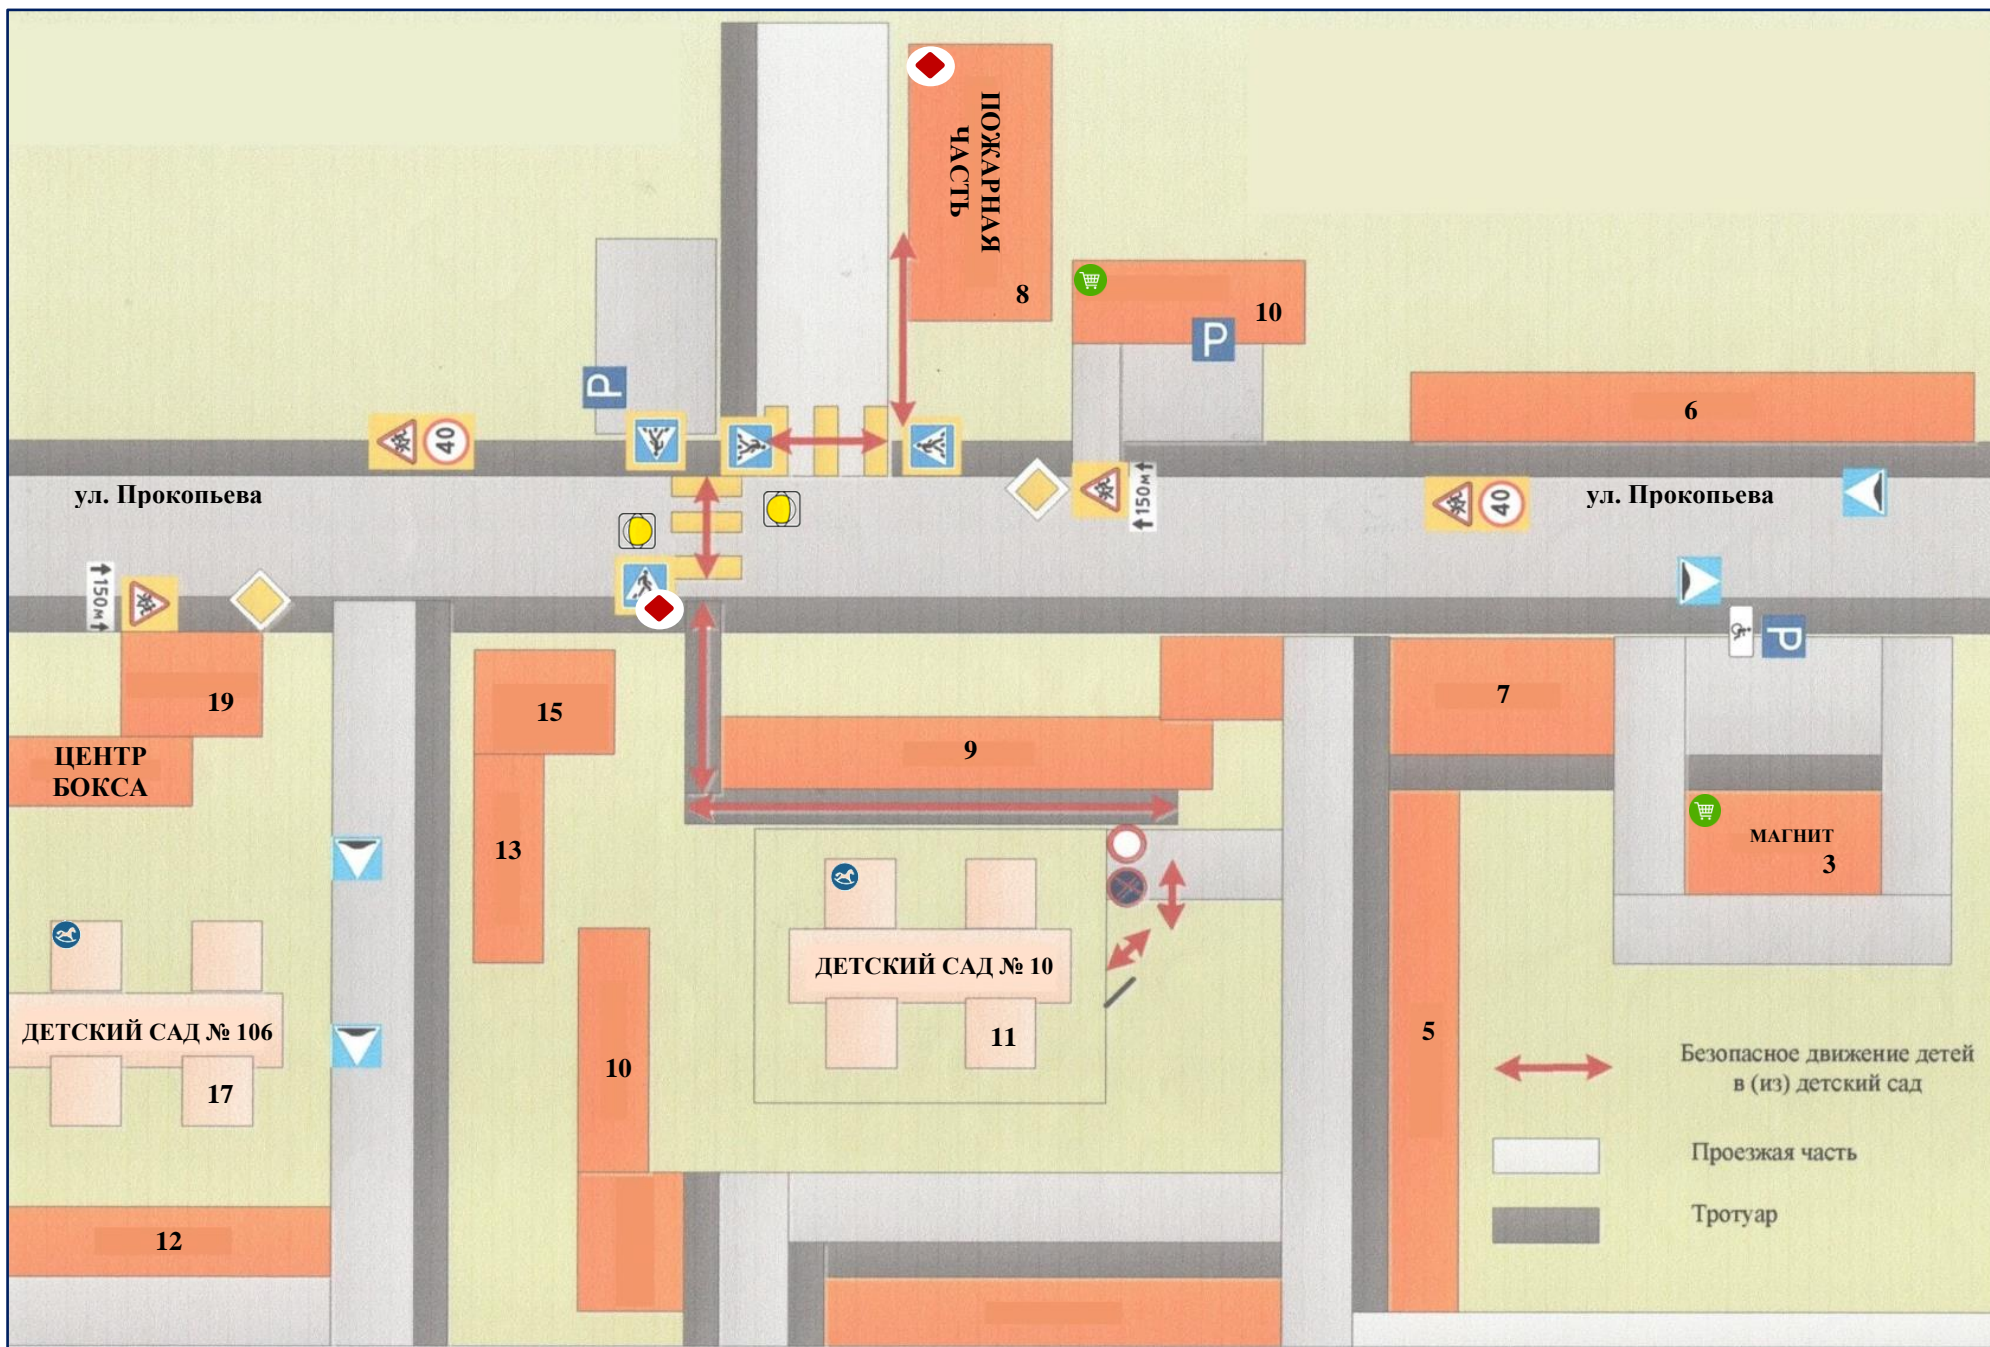 ПОЖАРНАЯ
ЧАСТЬ
8
10
P
P
6
40
ул. Прокопьева
150м
40
ул. Прокопьева
150м
P
19
15
7
9
ЦЕНТР
БОКСА
13
МАГНИТ
3
ДЕТСКИЙ САД № 10
11
ДЕТСКИЙ САД № 106
17
10
5
Безопасное движение детей
в (из) детский сад
Проезжая часть
Тротуар
12